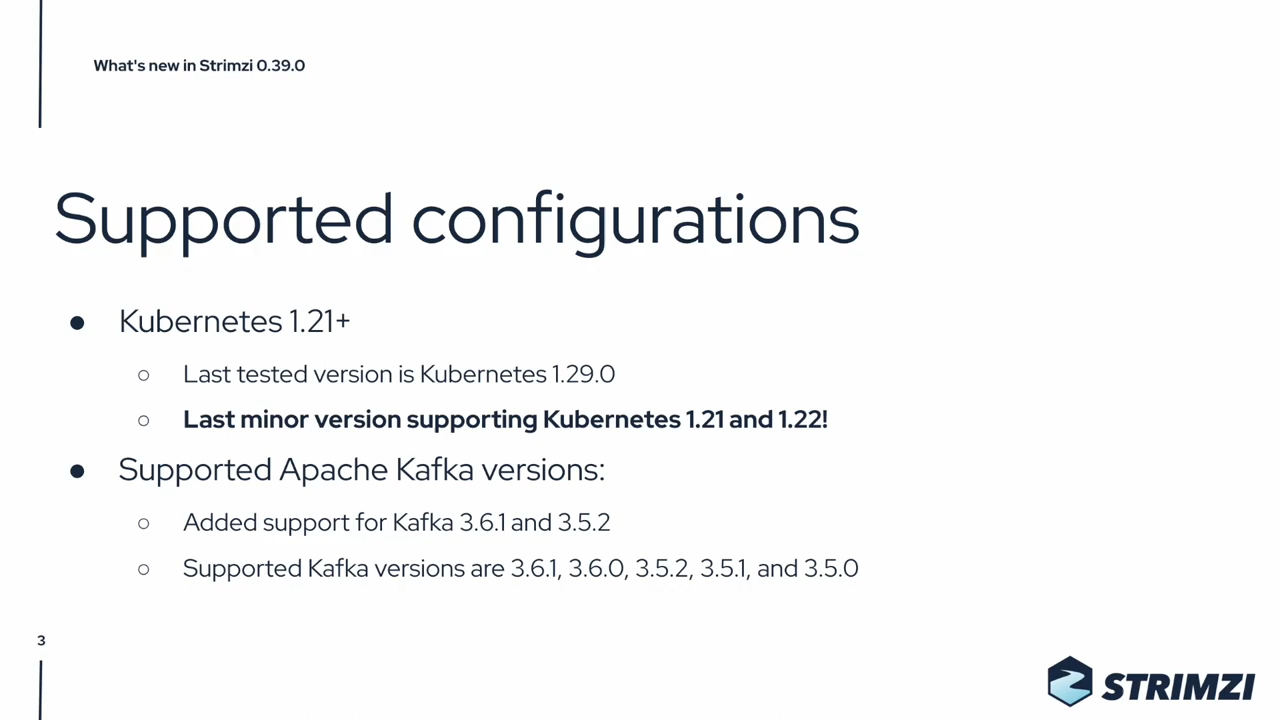 What's new in Strimzi 0.39.0
Supported configurations
● Kubernetes 1.21+
○ Last tested version is Kubernetes 1.29.0
○ Last minor version supporting Kubernetes 1.21 and 1.22!
● Supported Apache Kafka versions:
○ Added support for Kafka 3.6.1 and 3.5.2
○ Supported Kafka versions are 3.6.1, 3.6.0, 3.5.2, 3.5.1, and 3.5.0
3
STRIMZI